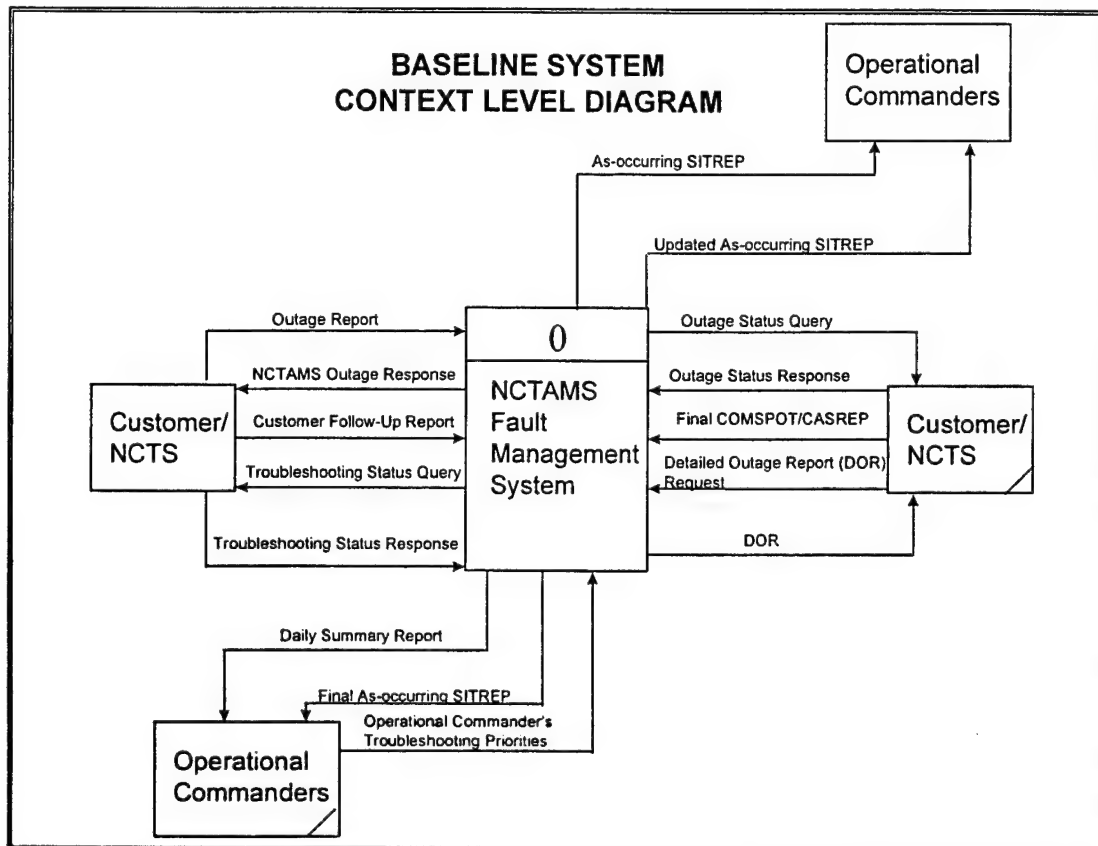 BASELINE SYSTEM
CONTEXT LEVEL DIAGRAM
Operational
Commanders
As-occurring SITREP
Updated As-occurring SITREP
Outage Report
0
Outage Status Query
NCTAMS Outage Response
Outage Status Response
Customer/
NCTS
Customer Follow-Up Report
NCTAMS
Fault
Management
System
Final COMSPOT/CASREP
Customer/
NCTS
Troubleshooting Status Query
Detailed Outage Report (DOR)
Request
Troubleshooting Status Response
DOR
Daily Summary Report
Final As-occurring SITREP
Operational Commander's
Troubleshooting Priorities
Operational
Commanders